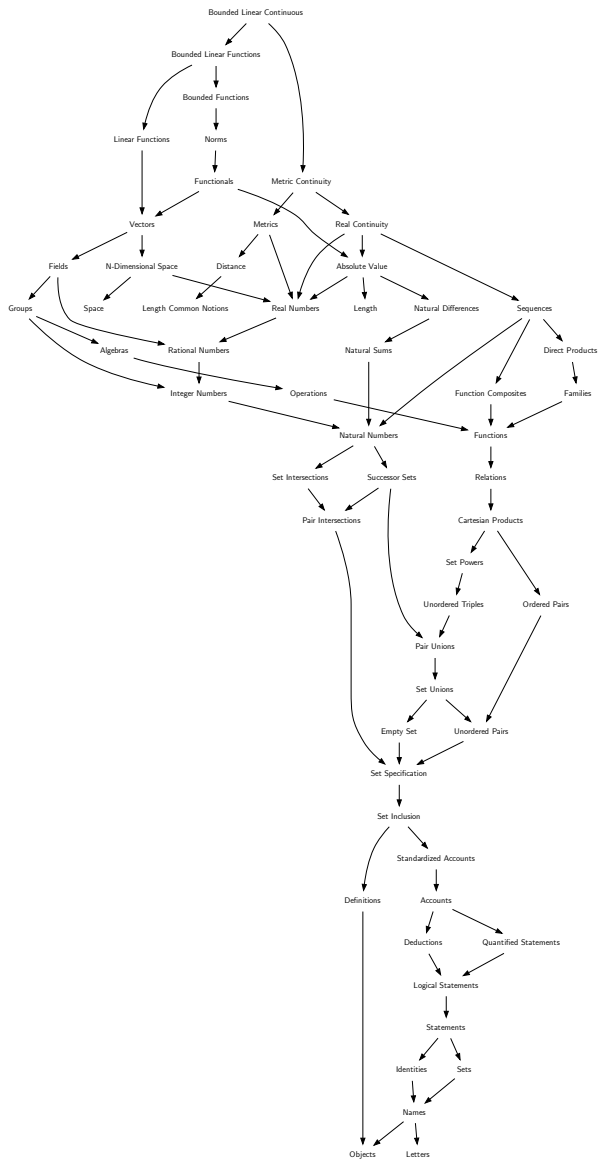 Bounded Linear Continuous
Bounded Linear Functions
Bounded Functions
Linear Functions
Norms
Functionals
Metric Continuity
Vectors
Metrics
Real Continuity
Fields
N-Dimensional Space
Distance
Absolute Value
Groups
Space
Length Common Notions
Real Numbers
Length
Natural Differences
Sequences
Algebras
Rational Numbers
Natural Sums
Direct Products
Integer Numbers
Operations
Function Composites
Families
Natural Numbers
Functions
Set Intersections
Successor Sets
Relations
Pair Intersections
Cartesian Products
Set Powers
Unordered Triples
Ordered Pairs
Pair Unions
Set Unions
Empty Set
Unordered Pairs
Set Specification
Set Inclusion
Standardized Accounts
Definitions
Accounts
Deductions
Quantified Statements
Logical Statements
Statements
Identities
Sets
Names
Objects
Letters